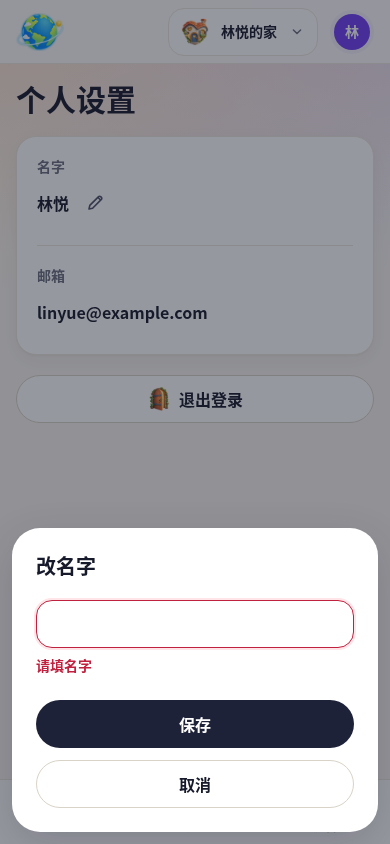 林悦的家
林
个人设置
名字
林悦
邮箱
linyue@example.com
退出登录
改名字
请填名字
保存
取消